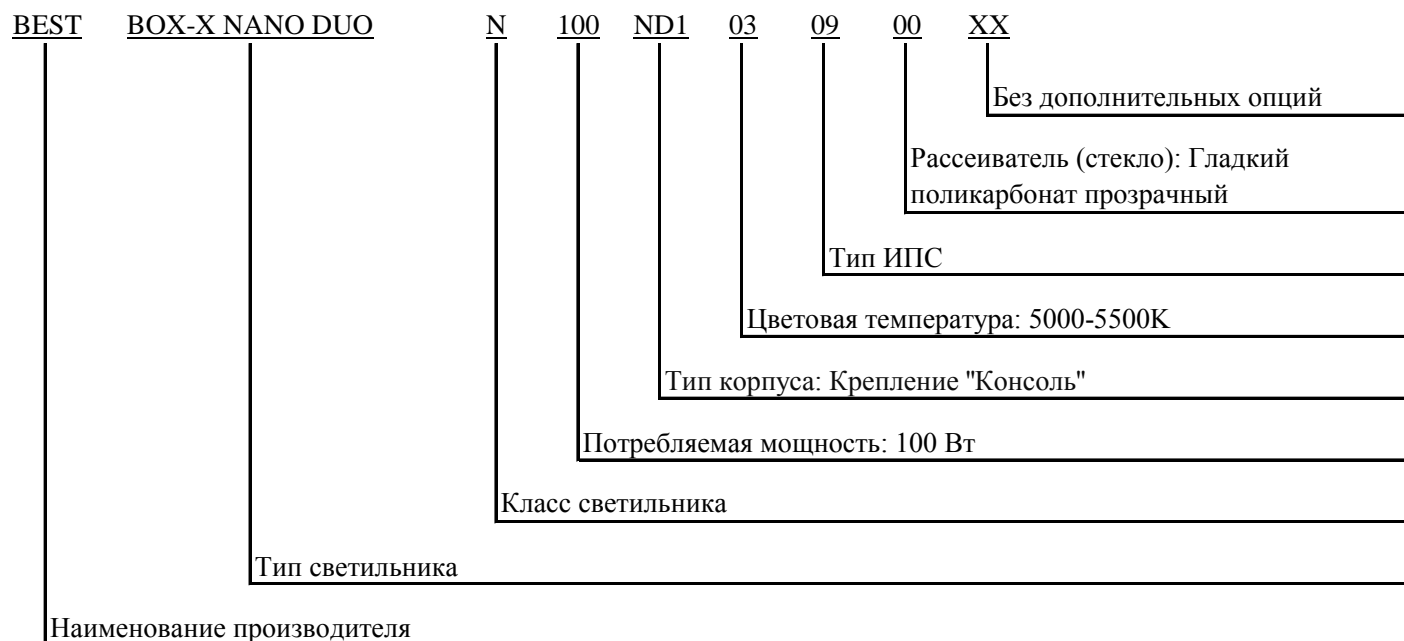 BEST BOX-X NANO DUO N 100 ND1 03 09 00 XX
Без дополнительных опций
Рассеиватель (стекло): Гладкий
поликарбонат прозрачный
Тип ИПС
Цветовая температура: 5000-5500K
Тип корпуса: Крепление "Консоль"
Потребляемая мощность: 100 Вт
Класс светильника
Тип светильника
Наименование производителя